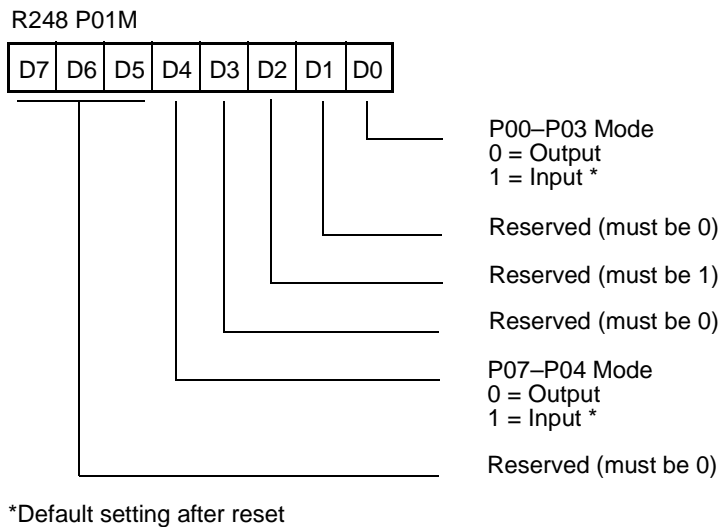 R248 P01M
D7 D6 D5 D4 D3 D2 D1 D0
P00–P03 Mode
0 = Output
1 = Input *
Reserved (must be 0)
Reserved (must be 1)
Reserved (must be 0)
P07–P04 Mode
0 = Output
1 = Input *
Reserved (must be 0)
*Default setting after reset